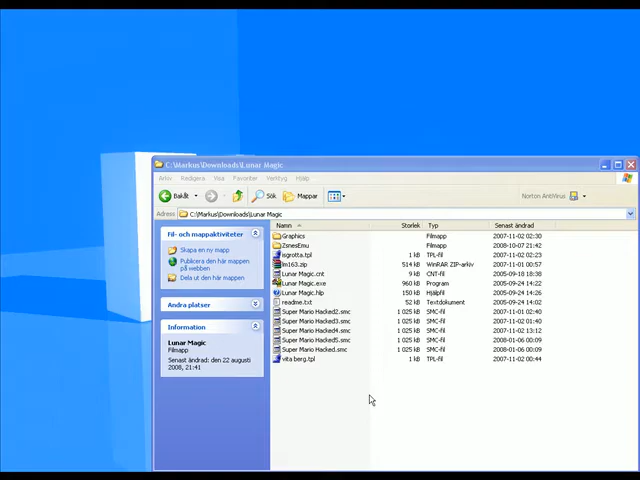 C:\Markus\Downloads\Lunar Magic
Arkiv Redigera Visa Favoriter Verktyg Hjälp
Bakåt Sök Mappar Norton AntiVirus
Adress C:\Markus\Downloads\Lunar Magic
Fil- och mappaktiviteter
Skapa en ny mapp
Publicera den här mappen
på webben
Dela ut den här mappen
Andra platser
Information
Lunar Magic
Filmapp
Senast ändrad: den 22 augusti
2008, 21:41
Namn Storlek Typ Senast ändrad
Graphics Filmapp 2007-11-02 02:30
ZsnesEmu Filmapp 2008-10-07 21:42
isgrotta.tpl 1 kB TPL-fil 2007-11-02 02:23
lm163.zip 514 kB WinRAR ZIP-arkiv 2007-11-01 00:57
Lunar Magic.cnt 9 kB CNT-fil 2005-09-18 18:38
Lunar Magic.exe 960 kB Program 2005-09-24 14:22
Lunar Magic.hlp 150 kB Hjälpfil 2005-09-24 14:26
readme.txt 52 kB Textdokument 2005-09-24 14:02
Super Mario Hacked2.smc 1 025 kB SMC-fil 2007-11-01 02:40
Super Mario Hacked3.smc 1 025 kB SMC-fil 2007-11-02 01:40
Super Mario Hacked4.smc 1 025 kB SMC-fil 2007-11-02 13:12
Super Mario Hacked5.smc 1 025 kB SMC-fil 2008-01-06 00:09
Super Mario Hacked.smc 1 025 kB SMC-fil 2008-01-06 00:09
vita berg.tpl 1 kB TPL-fil 2007-11-02 00:44